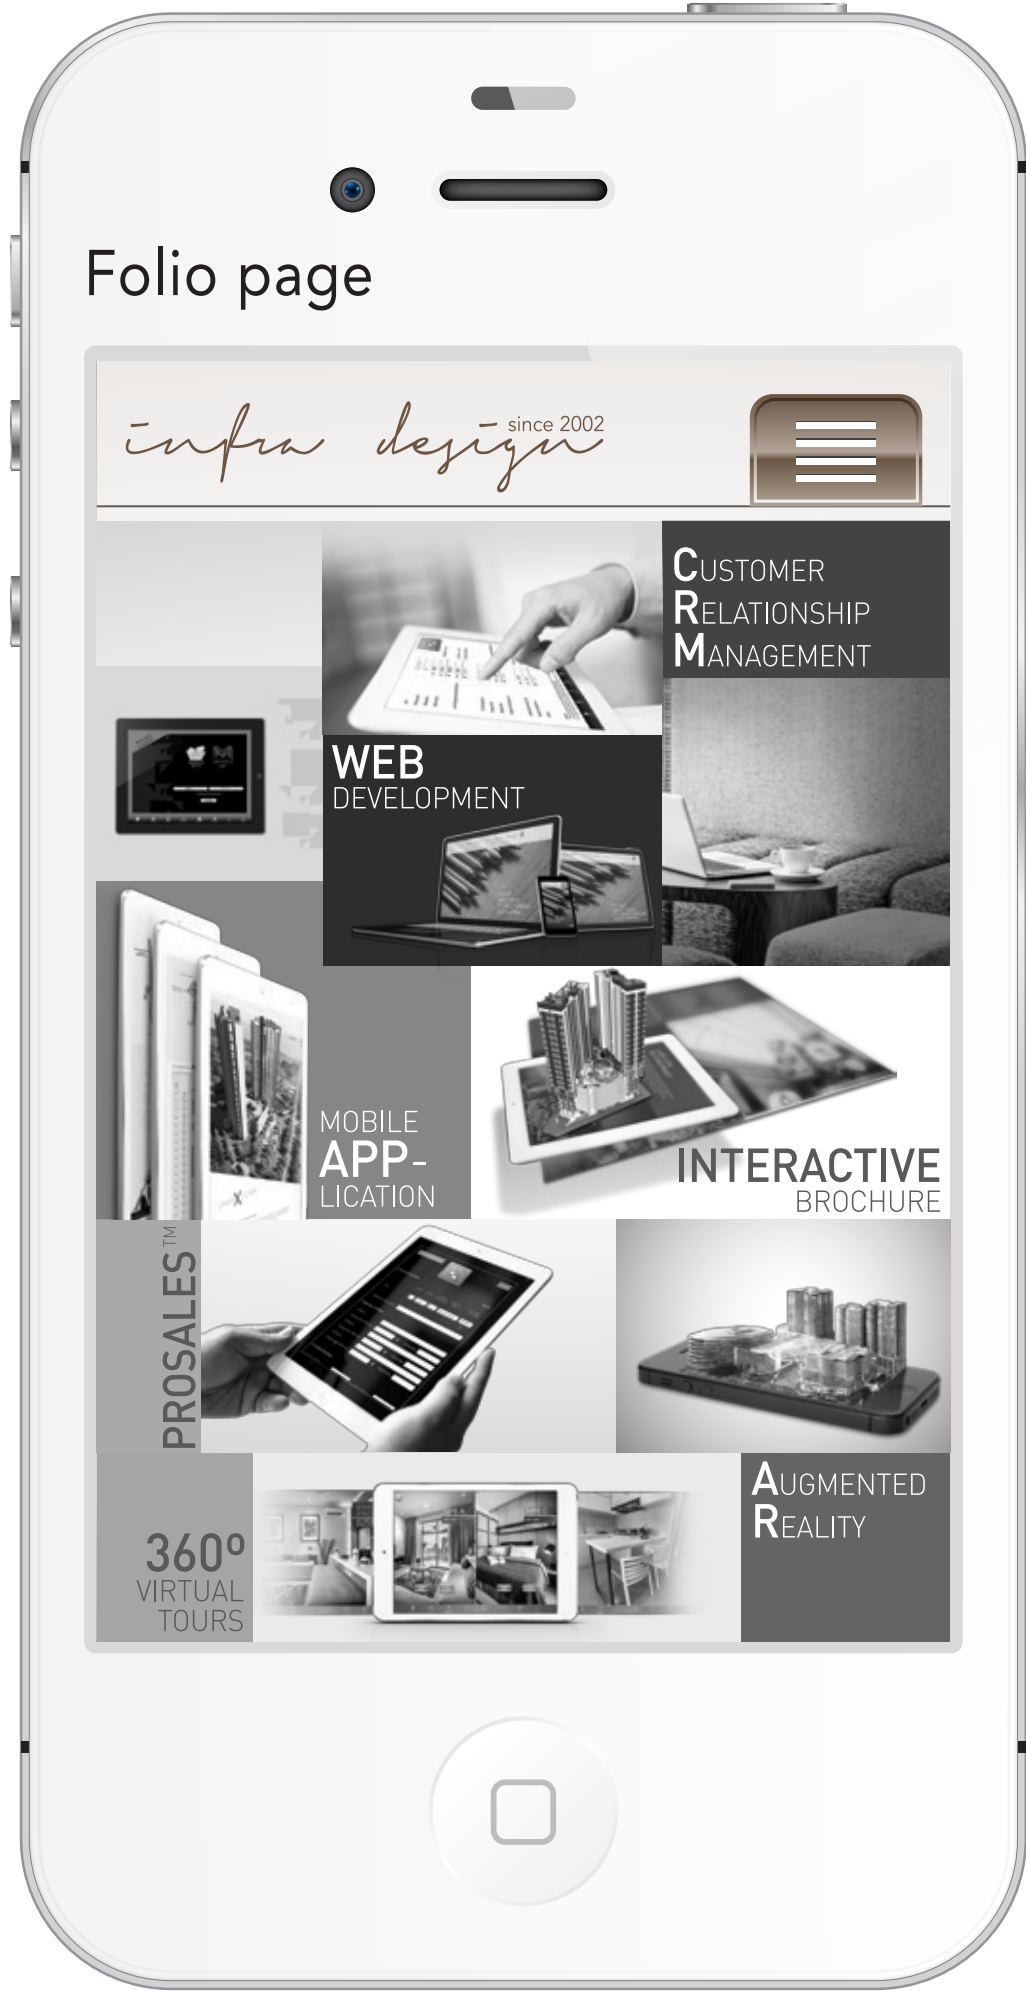 Folio page
infra design
since 2002
CUSTOMER
RELATIONSHIP
MANAGEMENT
WEB
DEVELOPMENT
MOBILE
APP-
LICATION
INTERACTIVE
BROCHURE
PROSALES™
AUGMENTED
REALITY
360º
VIRTUAL
TOURS